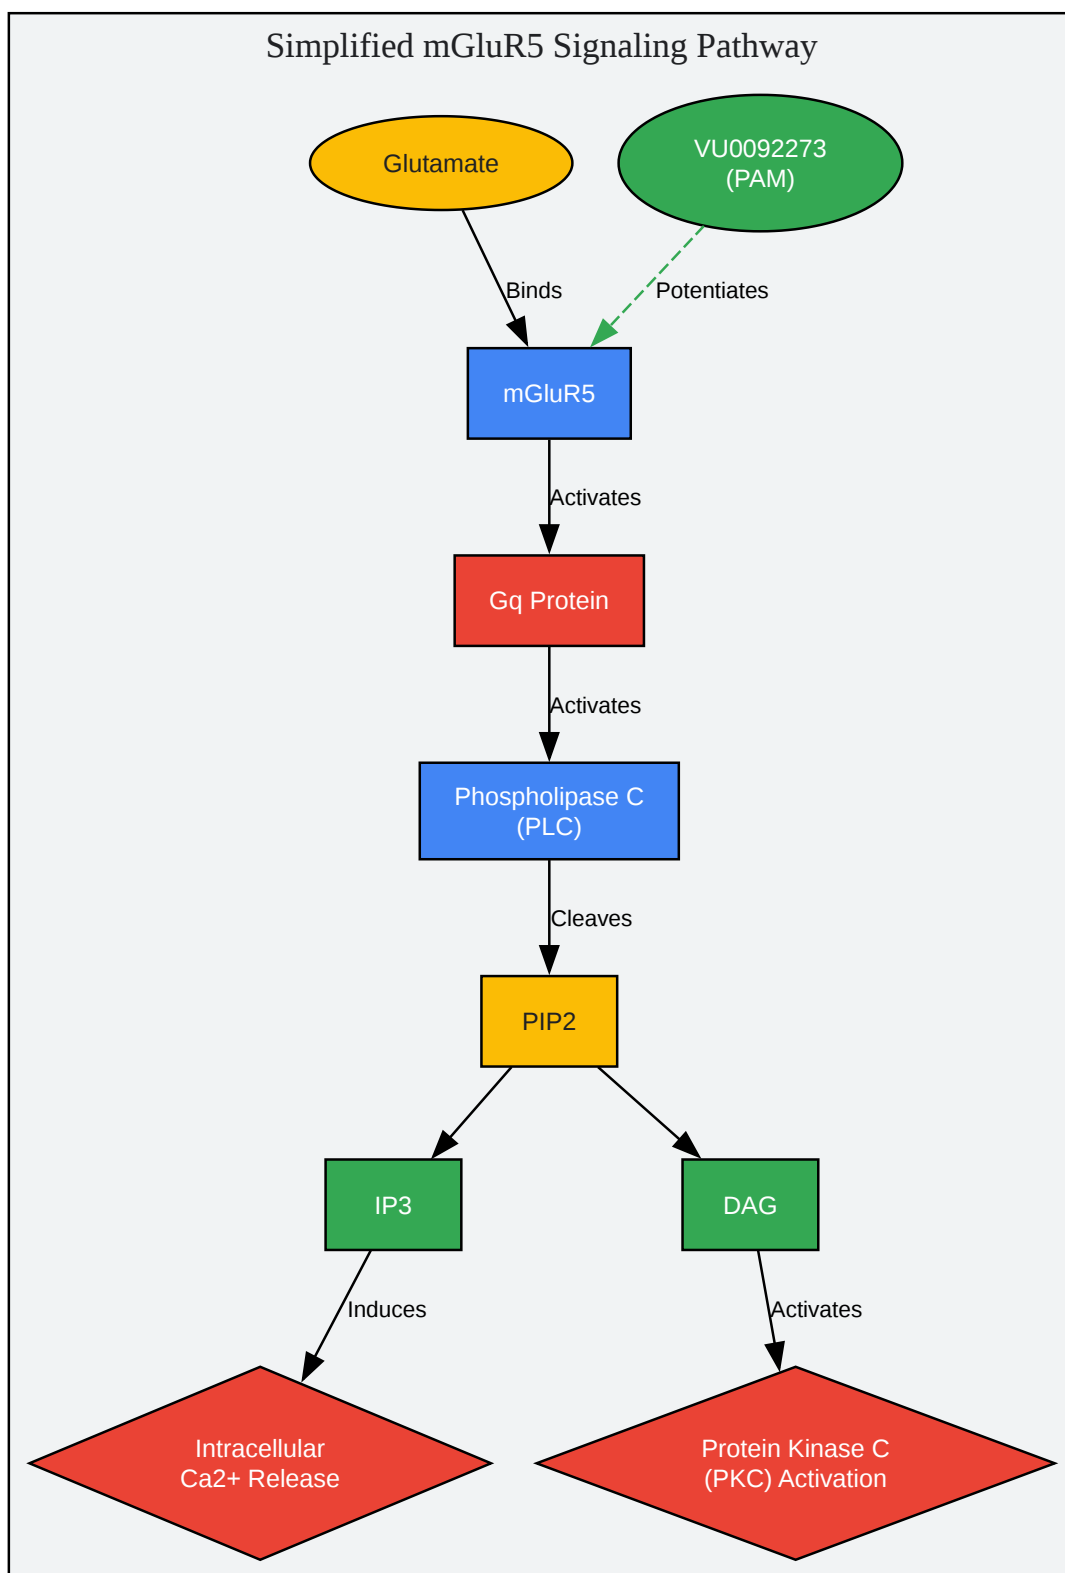 Simplified mGluR5 Signaling Pathway
Glutamate
VU0092273
(PAM)
Binds
Potentiates
mGluR5
Activates
Gq Protein
Activates
Phospholipase C
(PLC)
Cleaves
PIP2
IP3
DAG
Induces
Activates
Intracellular
Ca2+ Release
Protein Kinase C
(PKC) Activation